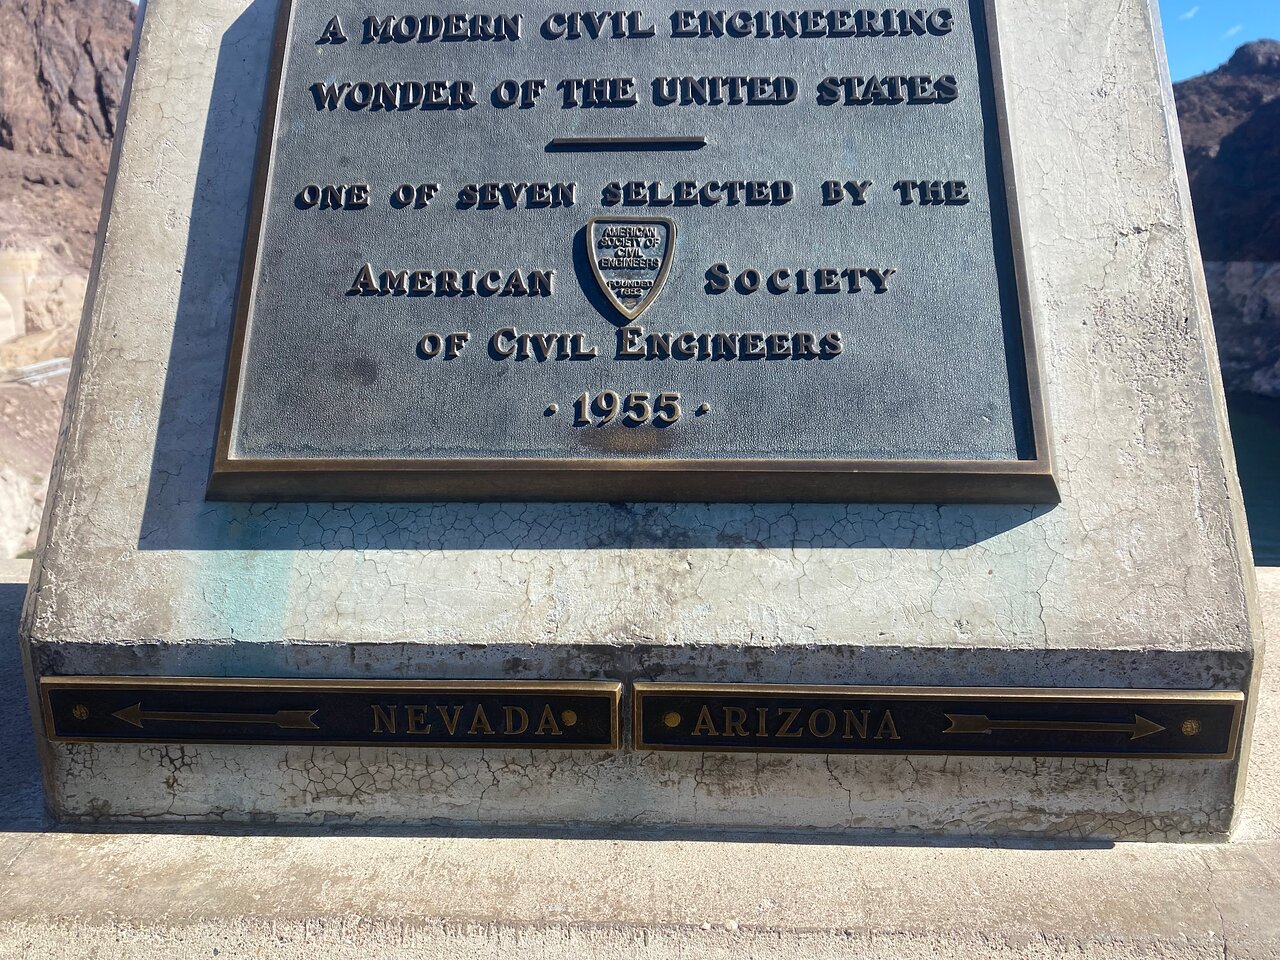 A MODERN CIVIL ENGINEERING
WONDER OF THE UNITED STATES
ONE OF SEVEN SELECTED BY THE
AMERICAN
SOCIETY OF
CIVIL
ENGINEERS
FOUNDED
1852
AMERICAN SOCIETY
OF CIVIL ENGINEERS
· 1955 ·
NEVADA
ARIZONA